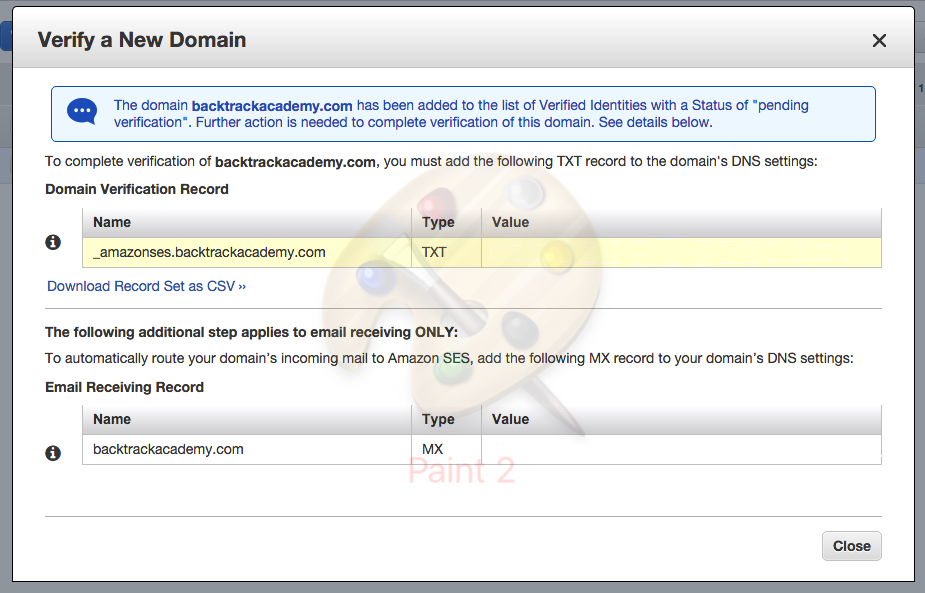 Verify a New Domain
The domain backtrackacademy.com has been added to the list of Verified Identities with a Status of "pending
verification". Further action is needed to complete verification of this domain. See details below.
To complete verification of backtrackacademy.com, you must add the following TXT record to the domain's DNS settings:
Domain Verification Record
Name Type Value
_amazonses.backtrackacademy.com TXT
Download Record Set as CSV ››
The following additional step applies to email receiving ONLY:
To automatically route your domain's incoming mail to Amazon SES, add the following MX record to your domain's DNS settings:
Email Receiving Record
Name Type Value
backtrackacademy.com MX
Paint 2
Close